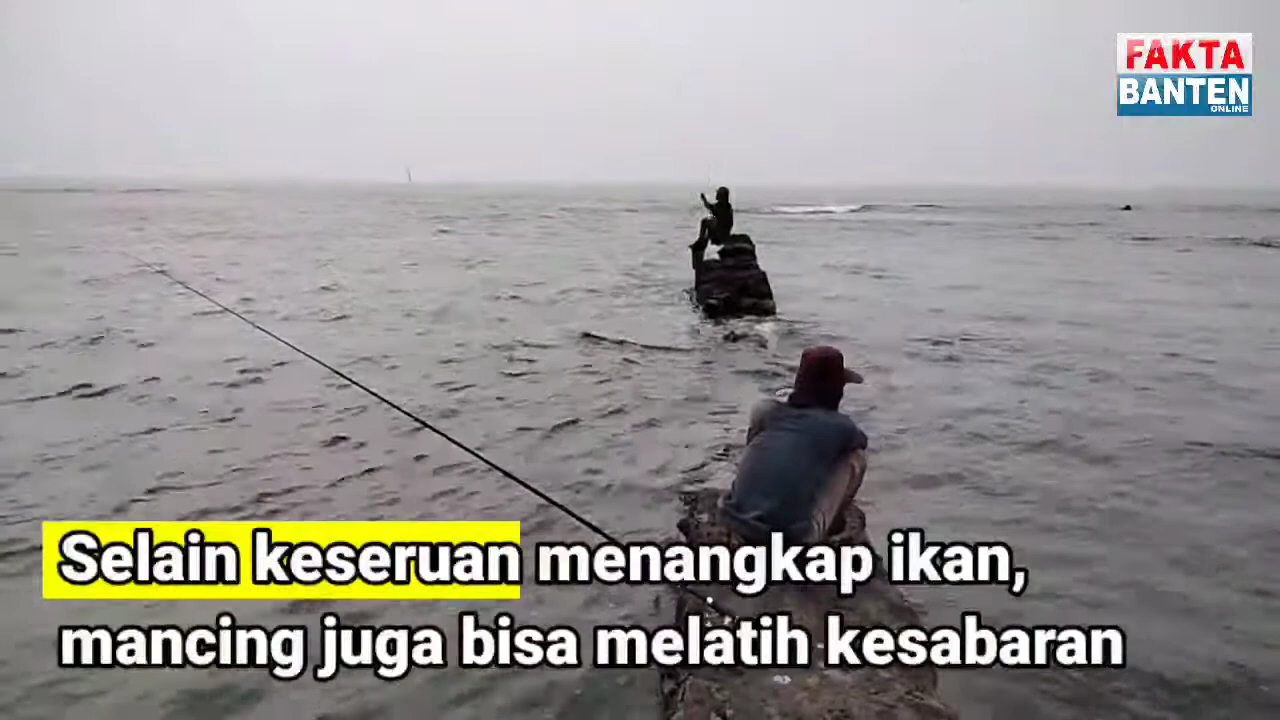 FAKTA
BANTEN
ONLINE
Selain keseruan menangkap ikan,
mancing juga bisa melatih kesabaran